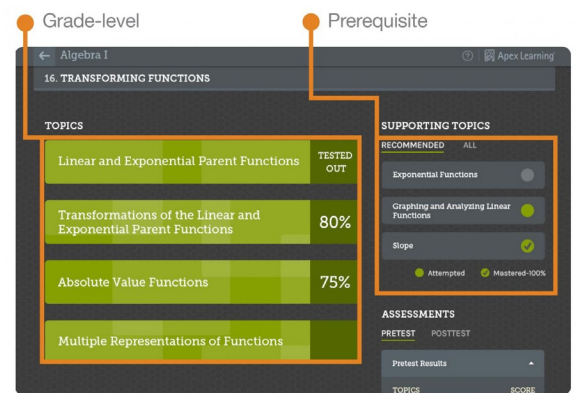 Grade-level
Prerequisite
← Algebra I
? Apex Learning
16. TRANSFORMING FUNCTIONS
TOPICS
Linear and Exponential Parent Functions
TESTED
OUT
Transformations of the Linear and
Exponential Parent Functions
80%
Absolute Value Functions
75%
Multiple Representations of Functions
SUPPORTING TOPICS
RECOMMENDED ALL
Exponential Functions
Graphing and Analyzing Linear
Functions
Slope
Attempted Mastered-100%
ASSESSMENTS
PRETEST POSTTEST
Pretest Results
TOPICS SCORE